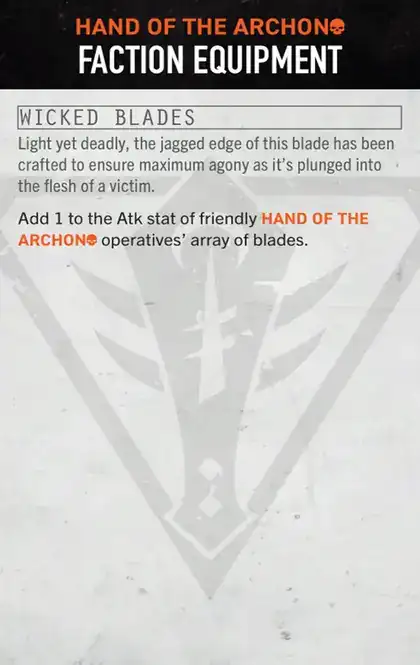 HAND OF THE ARCHON
FACTION EQUIPMENT
WICKED BLADES
Light yet deadly, the jagged edge of this blade has been
crafted to ensure maximum agony as it's plunged into
the flesh of a victim.
Add 1 to the Atk stat of friendly HAND OF THE
ARCHON operatives' array of blades.